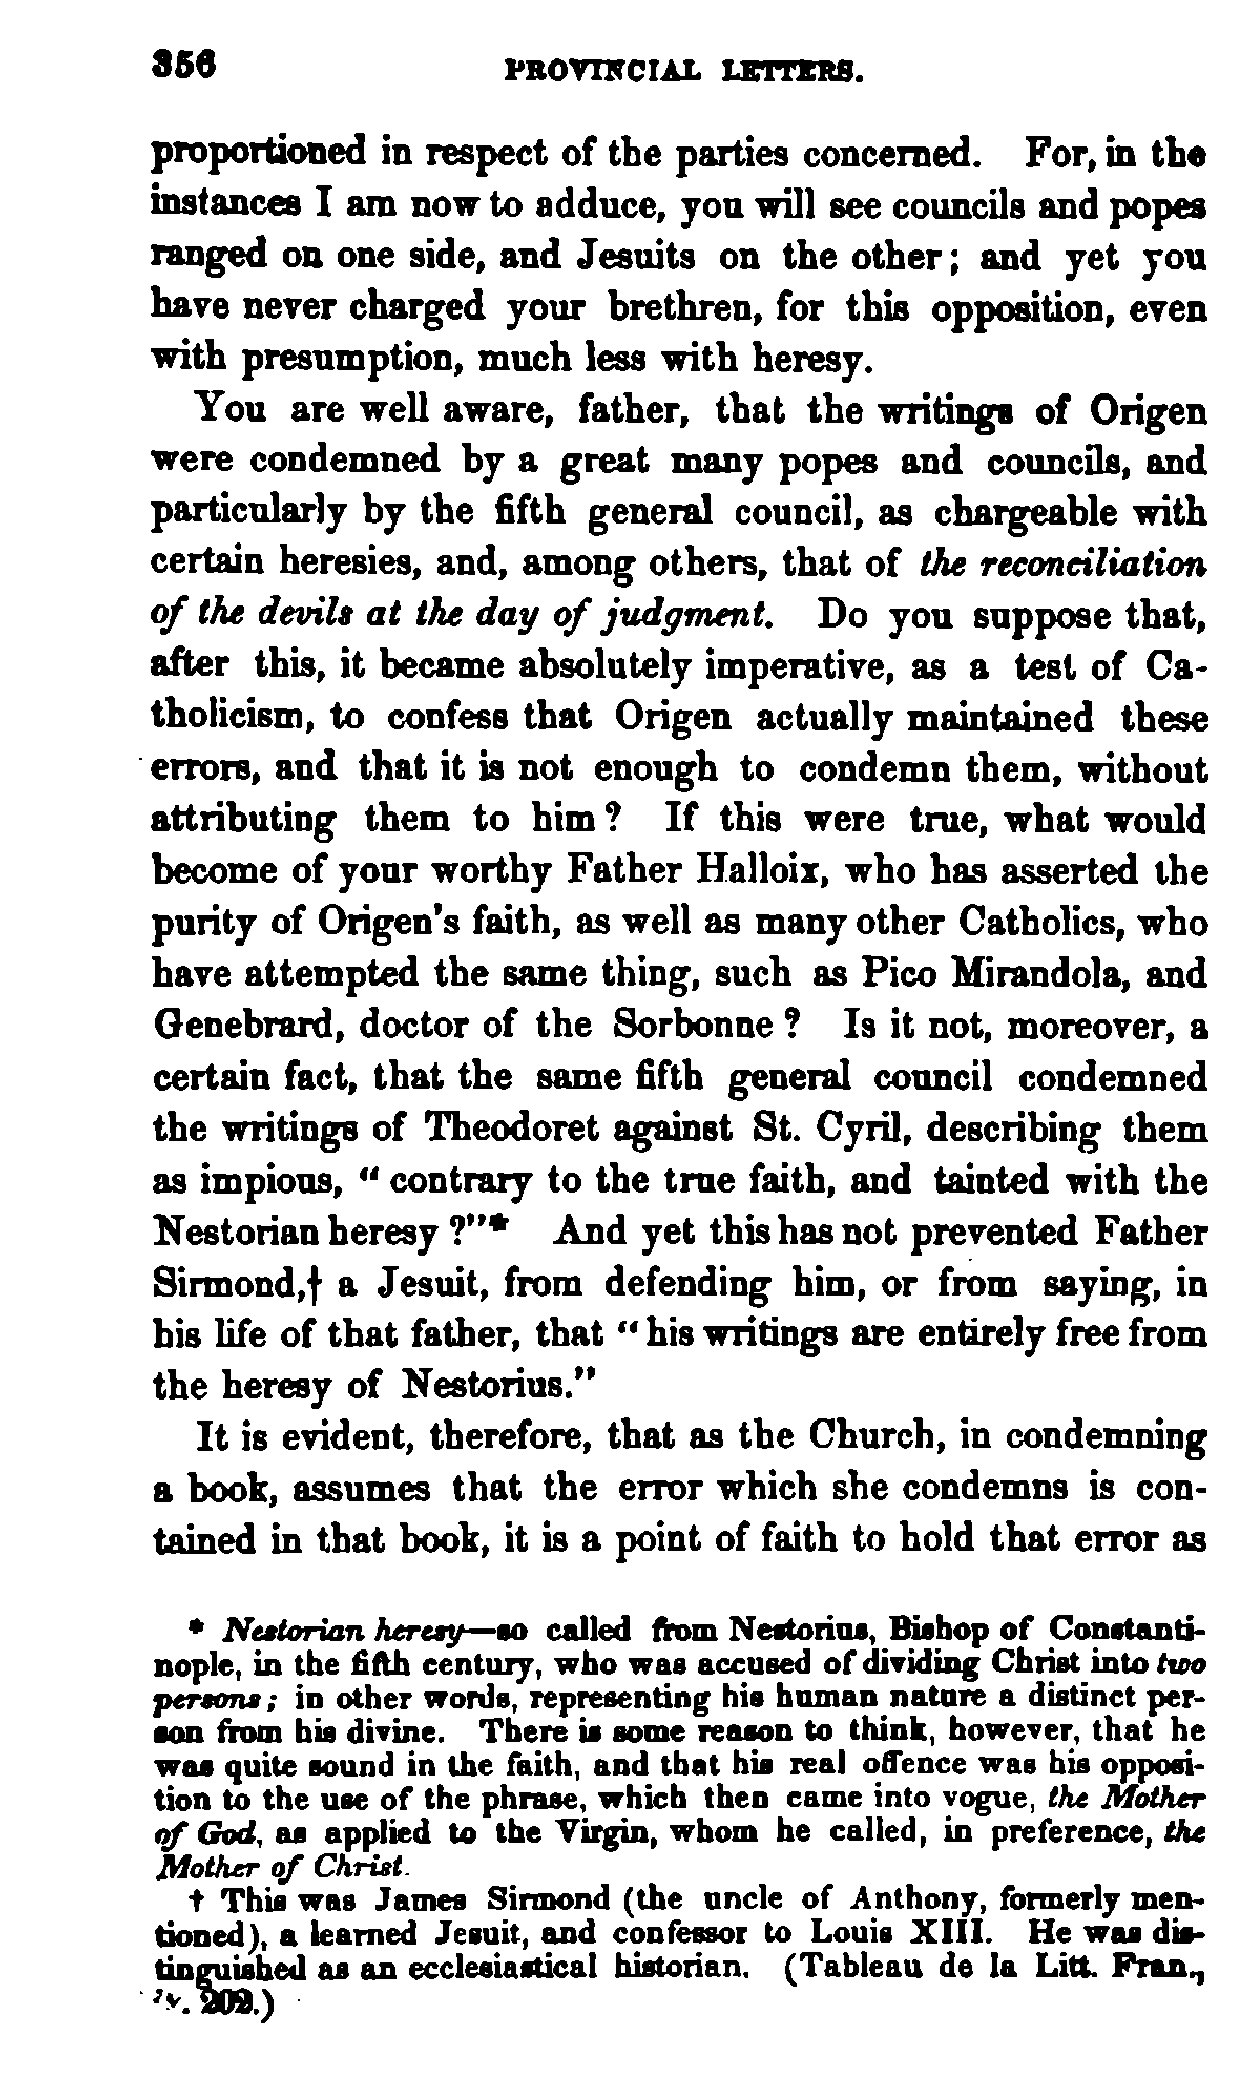 356 PROVINCIAL LETTERS.
proportioned in respect of the parties concerned. For, in the
instances I am now to adduce, you will see councils and popes
ranged on one side, and Jesuits on the other; and yet you
have never charged your brethren, for this opposition, even
with presumption, much less with heresy.
You are well aware, father, that the writings of Origen
were condemned by a great many popes and councils, and
particularly by the fifth general council, as chargeable with
certain heresies, and, among others, that of the reconciliation
of the devils at the day of judgment. Do you suppose that,
after this, it became absolutely imperative, as a test of Ca-
tholicism, to confess that Origen actually maintained these
errors, and that it is not enough to condemn them, without
attributing them to him? If this were true, what would
become of your worthy Father Halloix, who has asserted the
purity of Origen's faith, as well as many other Catholics, who
have attempted the same thing, such as Pico Mirandola, and
Genebrard, doctor of the Sorbonne? Is it not, moreover, a
certain fact, that the same fifth general council condemned
the writings of Theodoret against St. Cyril, describing them
as impious, "contrary to the true faith, and tainted with the
Nestorian heresy?"* And yet this has not prevented Father
Sirmond,† a Jesuit, from defending him, or from saying, in
his life of that father, that "his writings are entirely free from
the heresy of Nestorius."
It is evident, therefore, that as the Church, in condemning
a book, assumes that the error which she condemns is con-
tained in that book, it is a point of faith to hold that error as
* Nestorian heresy—so called from Nestorius, Bishop of Constanti-
nople, in the fifth century, who was accused of dividing Christ into two
persons; in other words, representing his human nature a distinct per-
son from his divine. There is some reason to think, however, that he
was quite sound in the faith, and that his real offence was his opposi-
tion to the use of the phrase, which then came into vogue, the Mother
of God, as applied to the Virgin, whom he called, in preference, the
Mother of Christ.
† This was James Sirmond (the uncle of Anthony, formerly men-
tioned), a learned Jesuit, and confessor to Louis XIII. He was dis-
tinguished as an ecclesiastical historian. (Tableau de la Litt. Fran.,
iv. 202.)